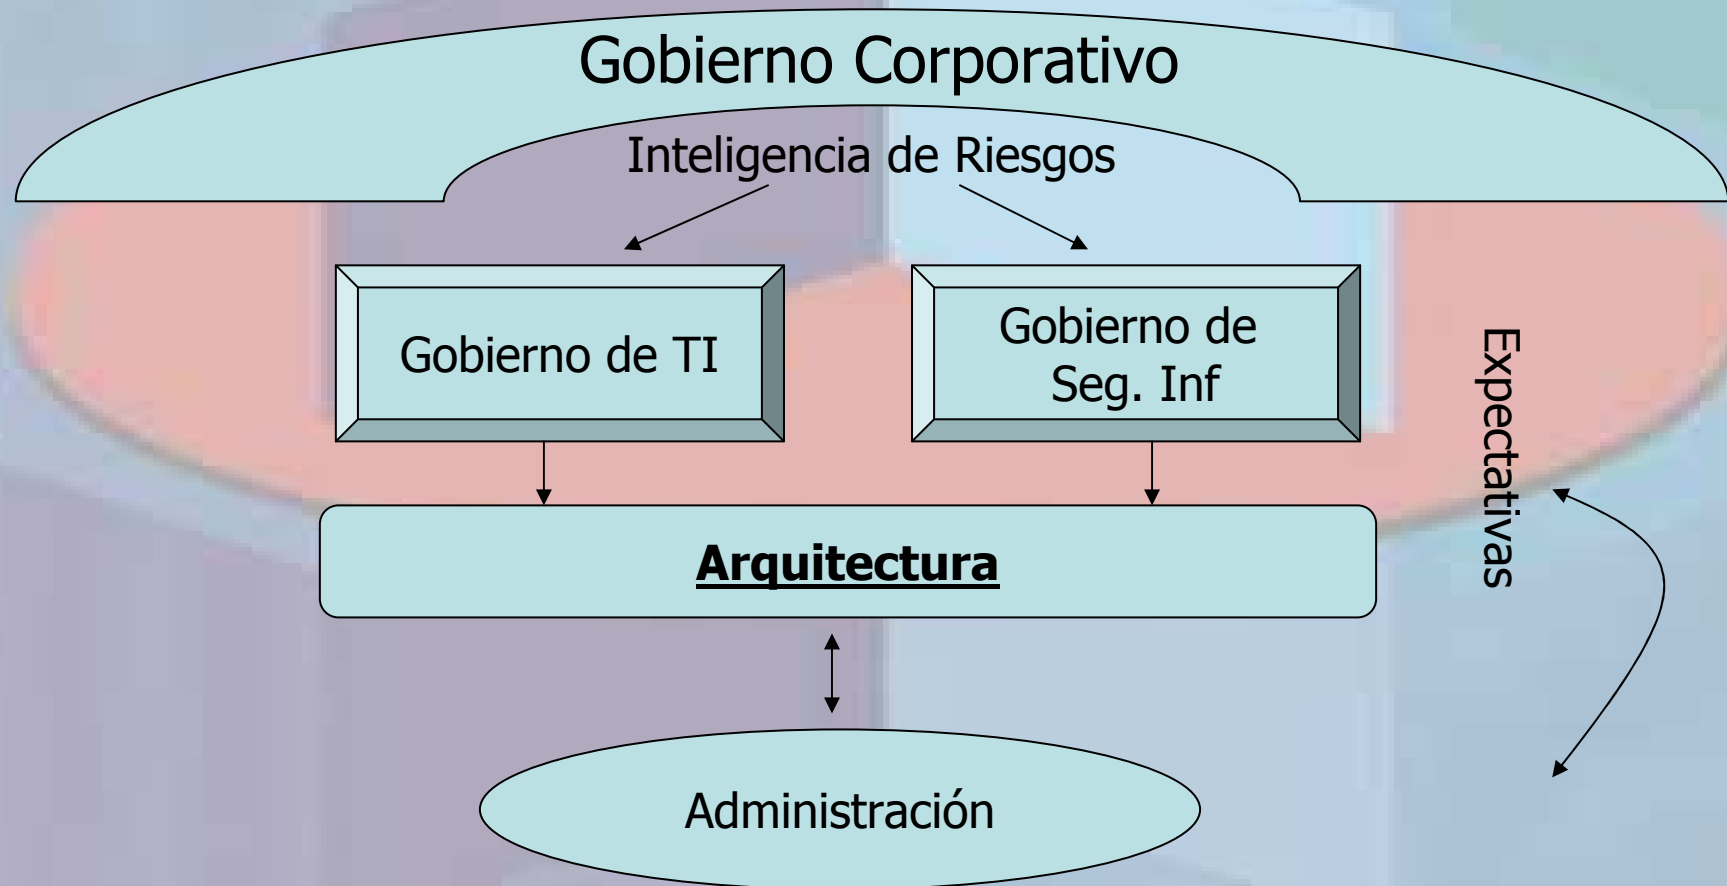 Gobierno Corporativo
Inteligencia de Riesgos
Gobierno de TI
Gobierno de
Seg. Inf
Expectativas
Arquitectura
Administración